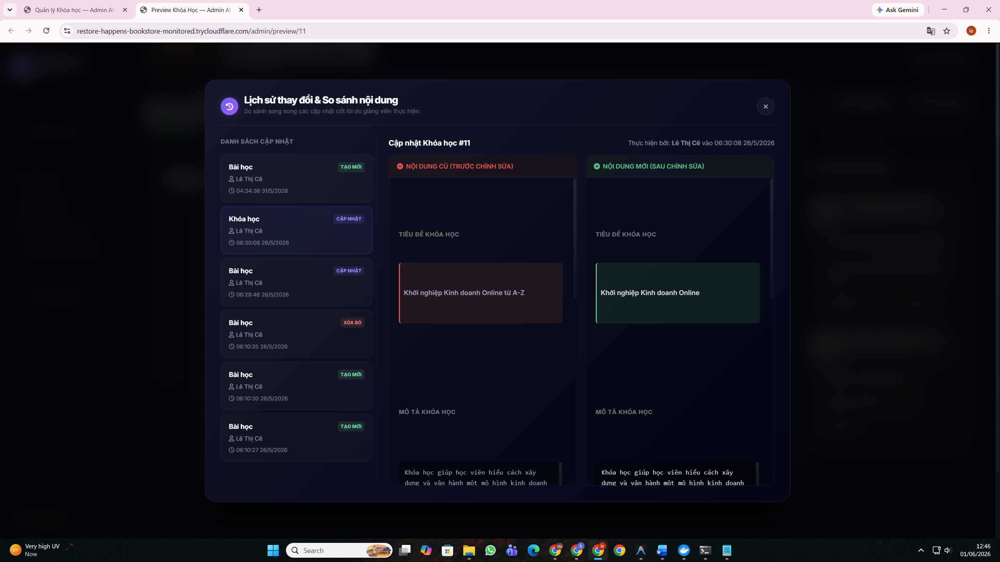 Quản lý Khóa học — Admin AI S
Preview Khóa Học — Admin AI
Ask Gemini
restore-happens-bookstore-monitored.trycloudflare.com/admin/preview/11
le
Lịch sử thay đổi & So sánh nội dung
So sánh song song các cập nhật cốt lõi do giảng viên thực hiện
DANH SÁCH CẬP NHẬT
Bài học
TẠO MỚI
Lê Thị Cê
04:34:36 31/5/2026
Khóa học
CẬP NHẬT
Lê Thị Cê
06:30:08 26/5/2026
Bài học
CẬP NHẬT
Lê Thị Cê
06:29:46 26/5/2026
Bài học
XÓA BỎ
Lê Thị Cê
06:10:35 26/5/2026
Bài học
TẠO MỚI
Lê Thị Cê
06:10:30 26/5/2026
Bài học
TẠO MỚI
Lê Thị Cê
06:10:27 26/5/2026
Cập nhật Khóa học #11
Thực hiện bởi: Lê Thị Cê vào 06:30:08 26/5/2026
NỘI DUNG CŨ (TRƯỚC CHỈNH SỬA)
TIÊU ĐỀ KHÓA HỌC
Khởi nghiệp Kinh doanh Online từ A-Z
MÔ TẢ KHÓA HỌC
Khóa học giúp học viên hiểu cách xây
dựng và vận hành một mô hình kinh doanh
NỘI DUNG MỚI (SAU CHỈNH SỬA)
TIÊU ĐỀ KHÓA HỌC
Khởi nghiệp Kinh doanh Online
MÔ TẢ KHÓA HỌC
Khóa học giúp học viên hiểu cách xây
dựng và vận hành một mô hình kinh doanh
UV
Very high UV
Now
Search
b
le
12:46
01/06/2026